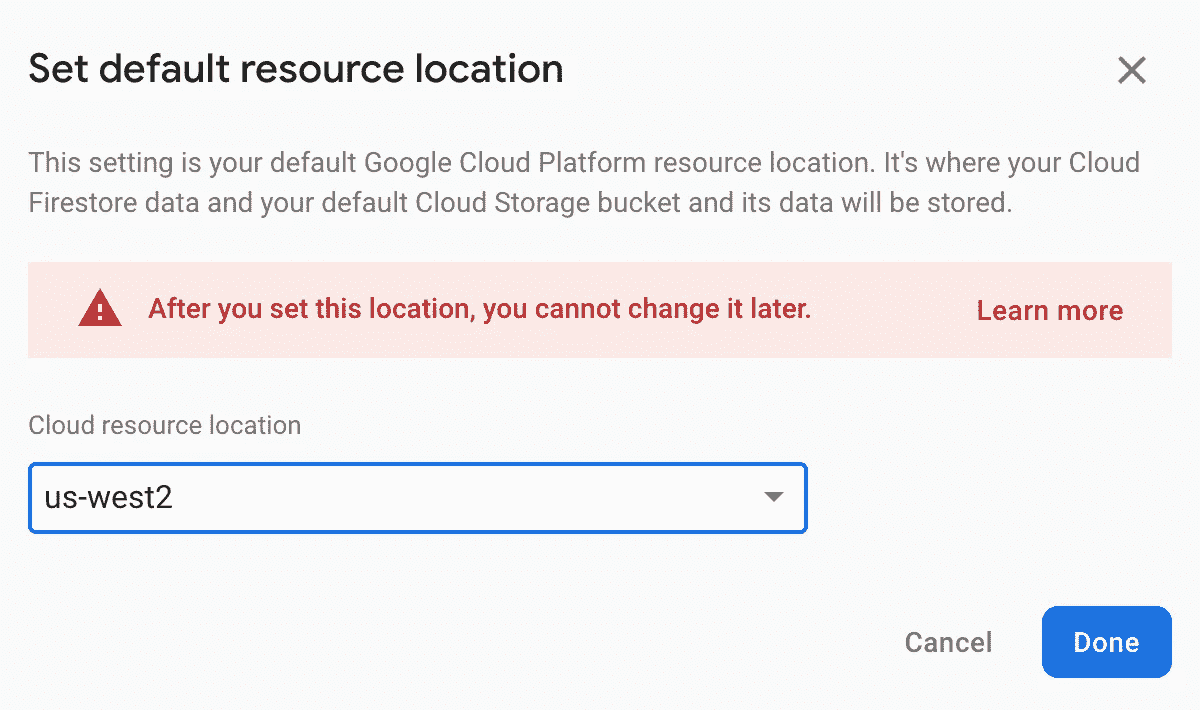 Set default resource location
This setting is your default Google Cloud Platform resource location. It's where your Cloud
Firestore data and your default Cloud Storage bucket and its data will be stored.
After you set this location, you cannot change it later.
Learn more
Cloud resource location
us-west2
Cancel
Done